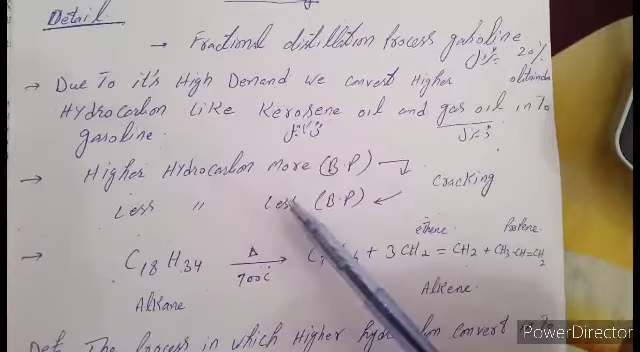 Detail.
→ Fractional distillation Process gasoline 20%
→ Due To it's High Demand we convert Higher obtained
Hydrocarbon Like Kerosene oil and gas oil into
gasoline.
→ Higher Hydrocarbon more (B.P)
Less " Less (B.P)
Cracking
ethene Propene
→ C18 H34 Δ 700c → + 3 CH2 = CH2 + CH3-CH=CH2
Alkane Alkene
Def: The Process in which Higher convert into
PowerDirector